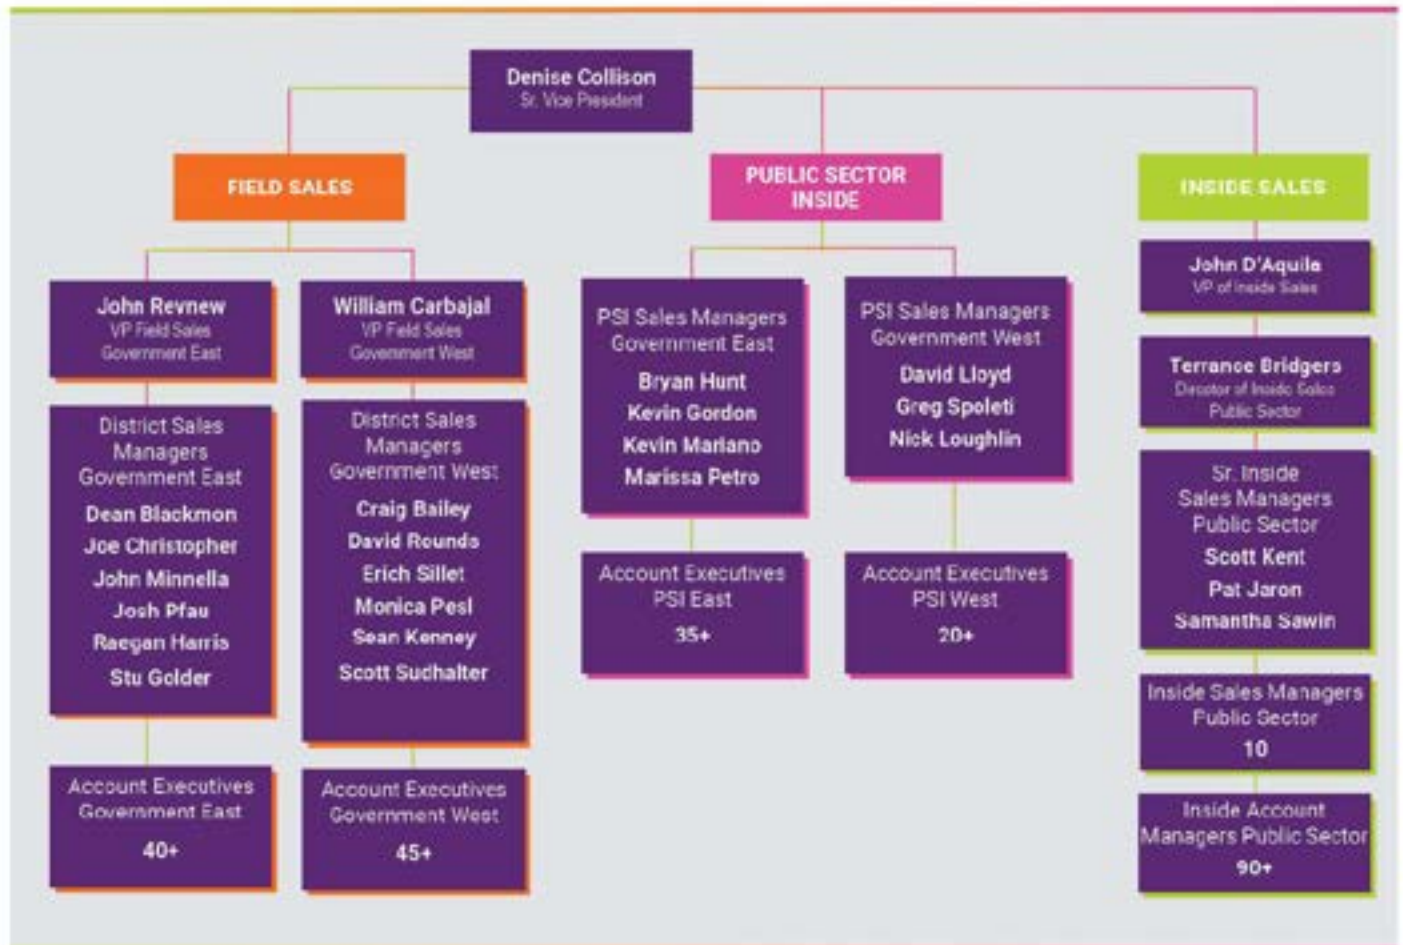 Denise Collison
Sr. Vice President
FIELD SALES
John Revnew
VP Field Sales
Government East
District Sales
Managers
Government East
Dean Blackmon
Joe Christopher
John Minnella
Josh Pfau
Raegan Harris
Stu Golder
Account Executives
Government East
40+
William Carbajal
VP Field Sales
Government West
District Sales
Managers
Government West
Craig Bailey
David Rounds
Erich Sillet
Monica Pesl
Sean Kenney
Scott Sudhalter
Account Executives
Government West
45+
PUBLIC SECTOR
INSIDE
PSI Sales Managers
Government East
Bryan Hunt
Kevin Gordon
Kevin Mariano
Marissa Petro
Account Executives
PSI East
35+
PSI Sales Managers
Government West
David Lloyd
Greg Spoleti
Nick Loughlin
Account Executives
PSI West
20+
INSIDE SALES
John D'Aquila
VP of Inside Sales
Terrance Bridgers
Director of Inside Sales
Public Sector
Sr. Inside
Sales Managers
Public Sector
Scott Kent
Pat Jaron
Samantha Sawin
Inside Sales Managers
Public Sector
10
Inside Account
Managers Public Sector
90+